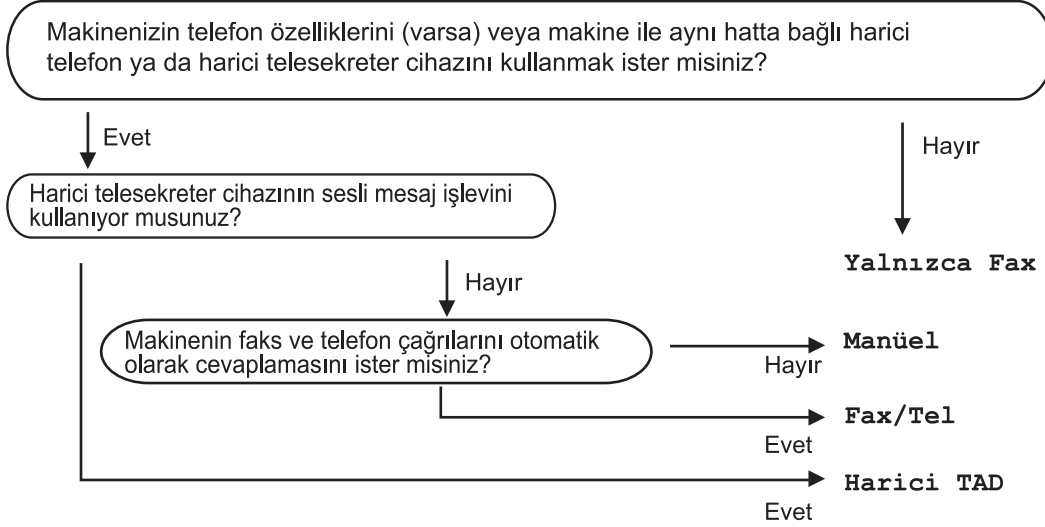 Makinenizin telefon özelliklerini (varsa) veya makine ile aynı hatta bağlı harici
telefon ya da harici telesekreter cihazını kullanmak ister misiniz?
Evet
Hayır
Harici telesekreter cihazının sesli mesaj işlevini
kullanıyor musunuz?
Yalnızca Fax
Hayır
Makinenin faks ve telefon çağrılarını otomatik
olarak cevaplamasını ister misiniz?
Manüel
Hayır
Fax/Tel
Evet
Harici TAD
Evet